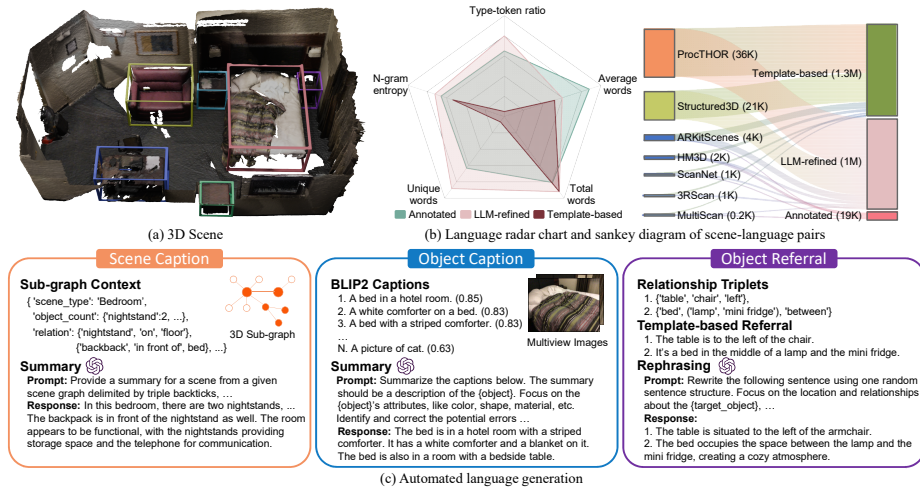 Type-token ratio
N-gram
entropy
Average
words
Unique
words
Total
words
Annotated
LLM-refined
Template-based
ProcTHOR (36K)
Structured3D (21K)
ARKitScenes (4K)
HM3D (2K)
ScanNet (1K)
3RScan (1K)
MultiScan (0.2K)
Template-based (1.3M)
LLM-refined (1M)
Annotated (19K)
(a) 3D Scene
(b) Language radar chart and sankey diagram of scene-language pairs
Scene Caption
Sub-graph Context
{ 'scene_type': 'Bedroom',
'object_count': {'nightstand':2, ...},
'relation': {'nightstand', 'on', 'floor'},
{'backback', 'in front of', bed}, ...}
3D Sub-graph
Summary
Prompt: Provide a summary for a scene from a given
scene graph delimited by triple backticks, …
Response: In this bedroom, there are two nightstands, ...
The backpack is in front of the nightstand as well. The room
appears to be functional, with the nightstands providing
storage space and the telephone for communication.
Object Caption
BLIP2 Captions
1. A bed in a hotel room. (0.85)
2. A white comforter on a bed. (0.83)
3. A bed with a striped comforter. (0.83)
…
N. A picture of cat. (0.63)
Multiview Images
Summary
Prompt: Summarize the captions below. The summary
should be a description of the {object}. Focus on the
{object}'s attributes, like color, shape, material, etc.
Identify and correct the potential errors …
Response: The bed is in a hotel room with a striped
comforter. It has a white comforter and a blanket on it.
The bed is also in a room with a bedside table.
Object Referral
Relationship Triplets
1. {'table', 'chair', 'left'},
2. {'bed', ('lamp', 'mini fridge'), 'between'}
Template-based Referral
1. The table is to the left of the chair.
2. It's a bed in the middle of a lamp and the mini fridge.
Rephrasing
Prompt: Rewrite the following sentence using one random
sentence structure. Focus on the location and relationships
about the {target_object}, …
Response:
1. The table is situated to the left of the armchair.
2. The bed occupies the space between the lamp and the
mini fridge, creating a cozy atmosphere.
(c) Automated language generation